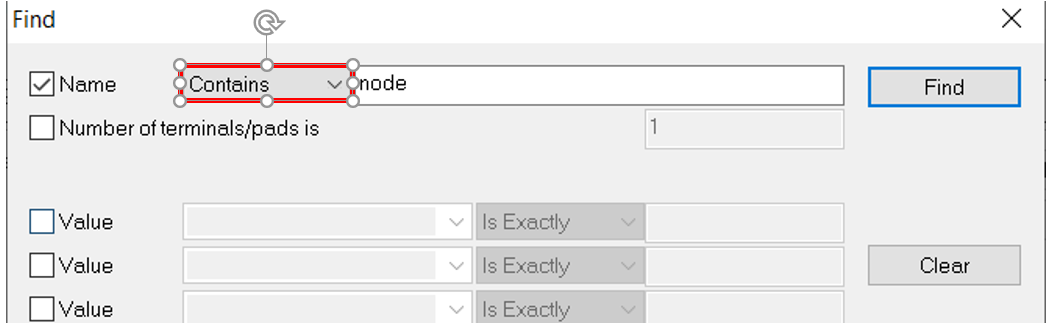 Find
Name Contains node Find
Number of terminals/pads is 1
Value Is Exactly
Value Is Exactly Clear
Value Is Exactly